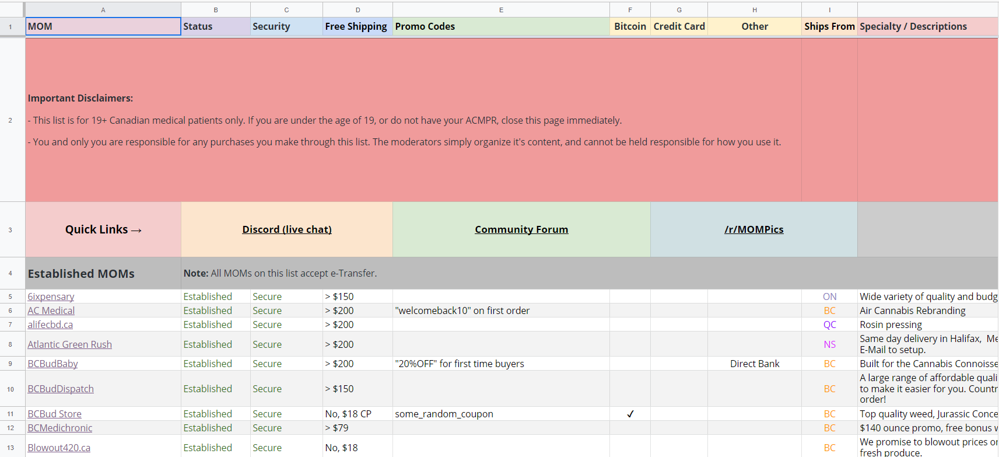 A B C D E F G H I
1 MOM Status Security Free Shipping Promo Codes Bitcoin Credit Card Other Ships From Specialty / Descriptions
Important Disclaimers:
2 - This list is for 19+ Canadian medical patients only. If you are under the age of 19, or do not have your ACMPR, close this page immediately.
- You and only you are responsible for any purchases you make through this list. The moderators simply organize it's content, and cannot be held responsible for how you use it.
3 Quick Links → Discord (live chat) Community Forum /r/MOMPics
4 Established MOMs Note: All MOMs on this list accept e-Transfer.
5 6ixpensary Established Secure > $150 ON Wide variety of quality and budg
6 AC Medical Established Secure > $200 "welcomeback10" on first order BC Air Cannabis Rebranding
7 alifecbd.ca Established Secure > $200 QC Rosin pressing
8 Atlantic Green Rush Established Secure > $200 NS Same day delivery in Halifax, Me
E-Mail to setup.
9 BCBudBaby Established Secure > $200 "20%OFF" for first time buyers Direct Bank BC Built for the Cannabis Connoisse
10 BCBudDispatch Established Secure > $150 BC A large range of affordable quali
to make it easier for you. Countr
order!
11 BCBud Store Established Secure No, $18 CP some_random_coupon ✓ BC Top quality weed, Jurassic Conce
12 BCMedichronic Established Secure > $79 BC $140 ounce promo, free bonus w
13 Blowout420.ca Established Secure No, $18 BC We promise to blowout prices on
fresh produce.